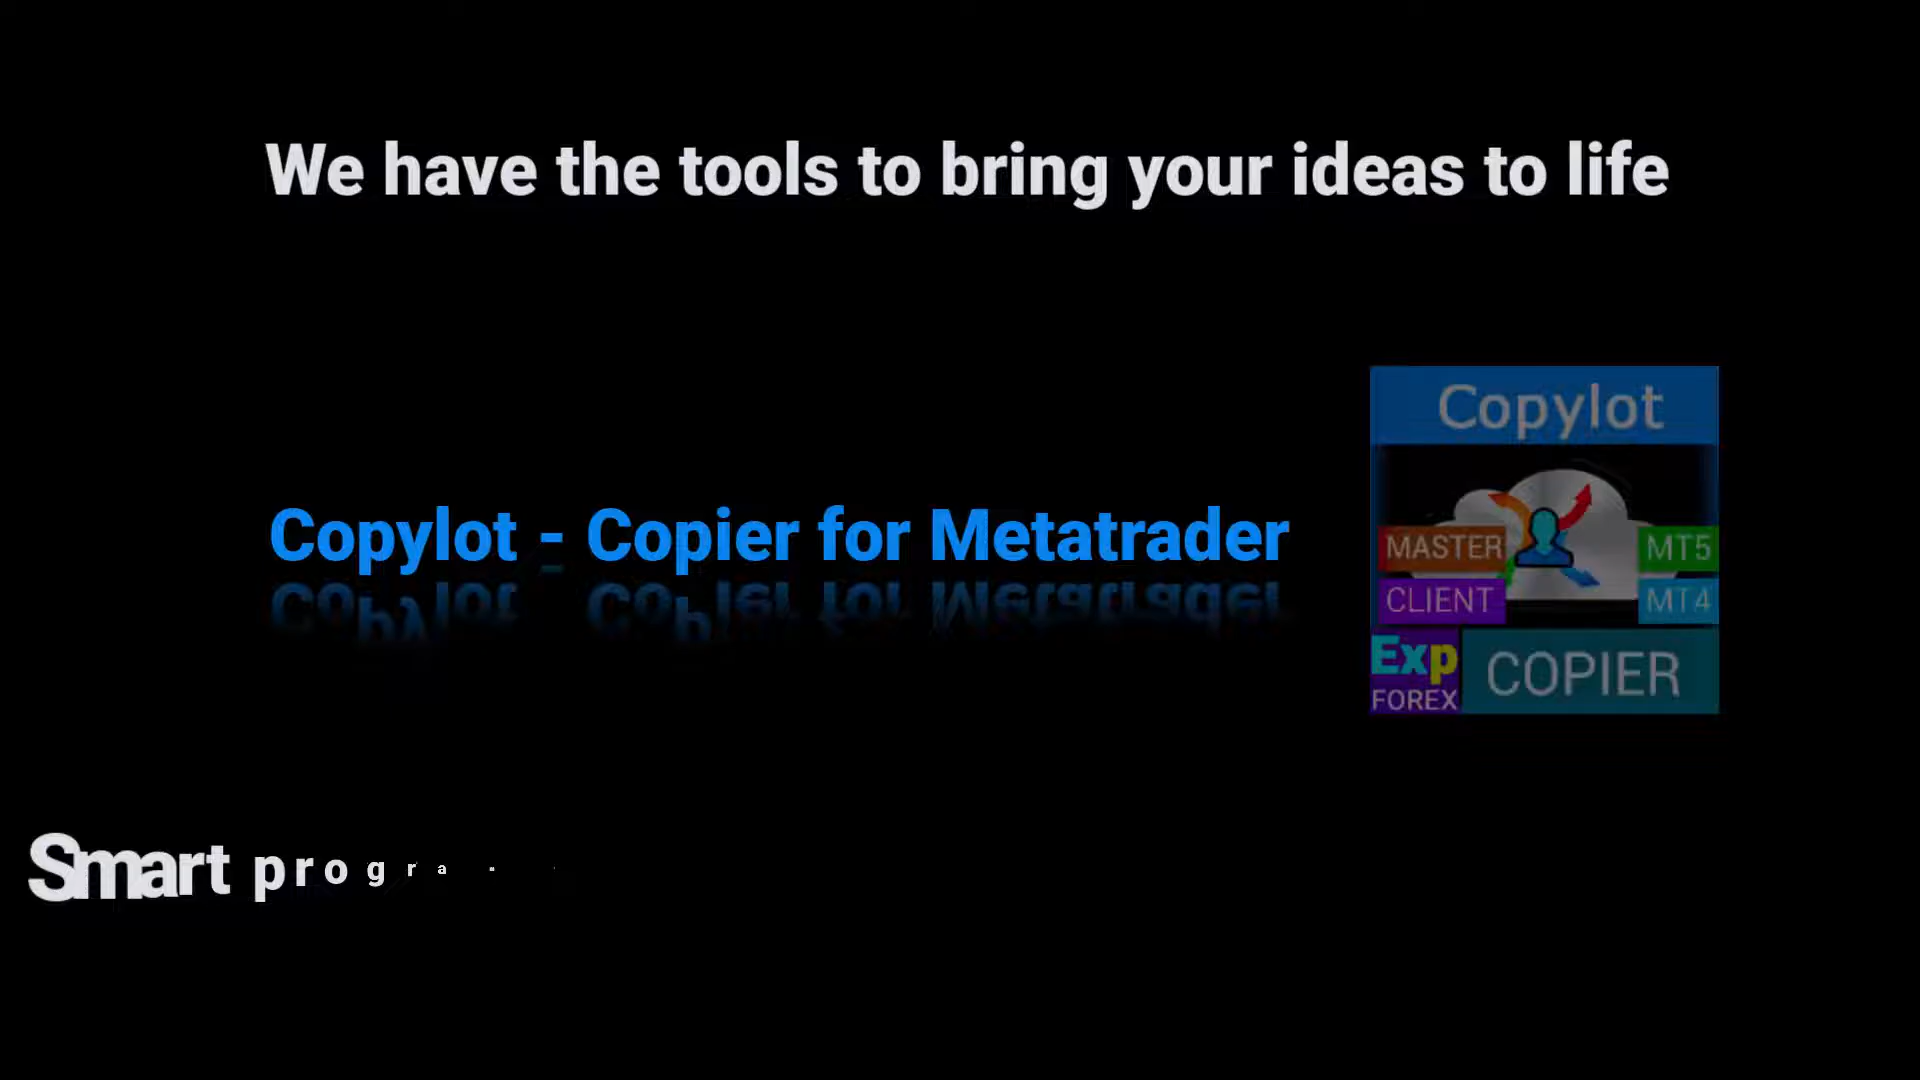 We have the tools to bring your ideas to life
Copylot
Copylot - Copier for Metatrader
MASTER
MT5
CLIENT
MT4
Exp
FOREX
COPIER
Smart progra